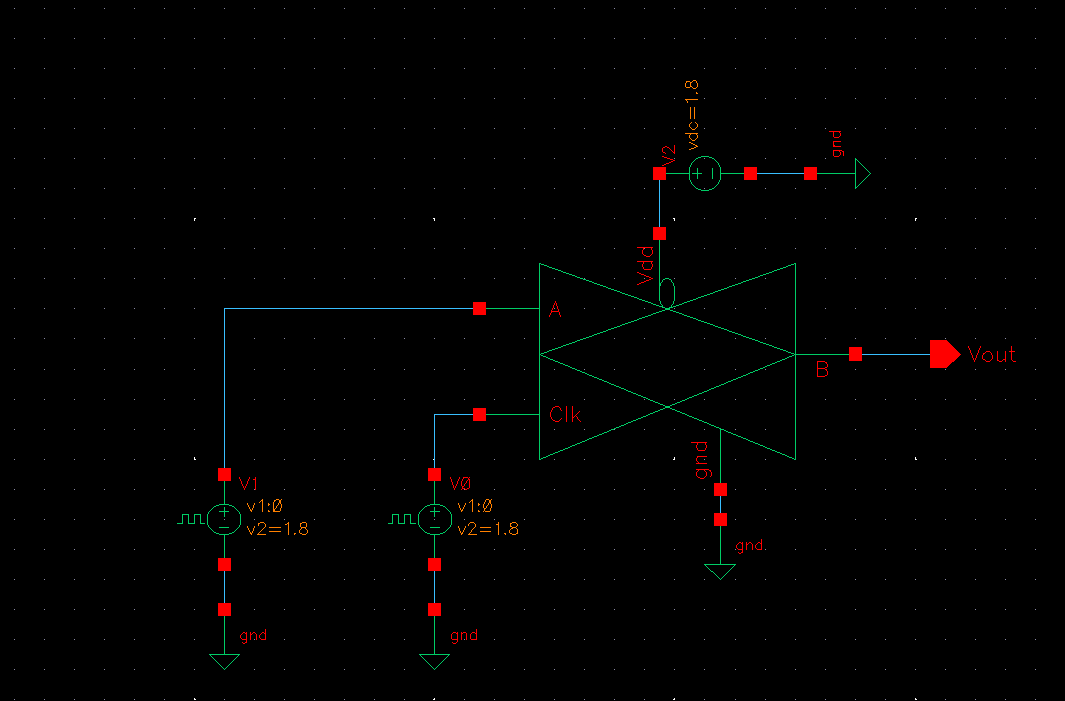 vdc=1.8
V2
gnd
Vdd
A
Vout
B
Clk
gnd
V1
v1:0
v2=1.8
V0
v1:0
v2=1.8
gnd
gnd
gnd